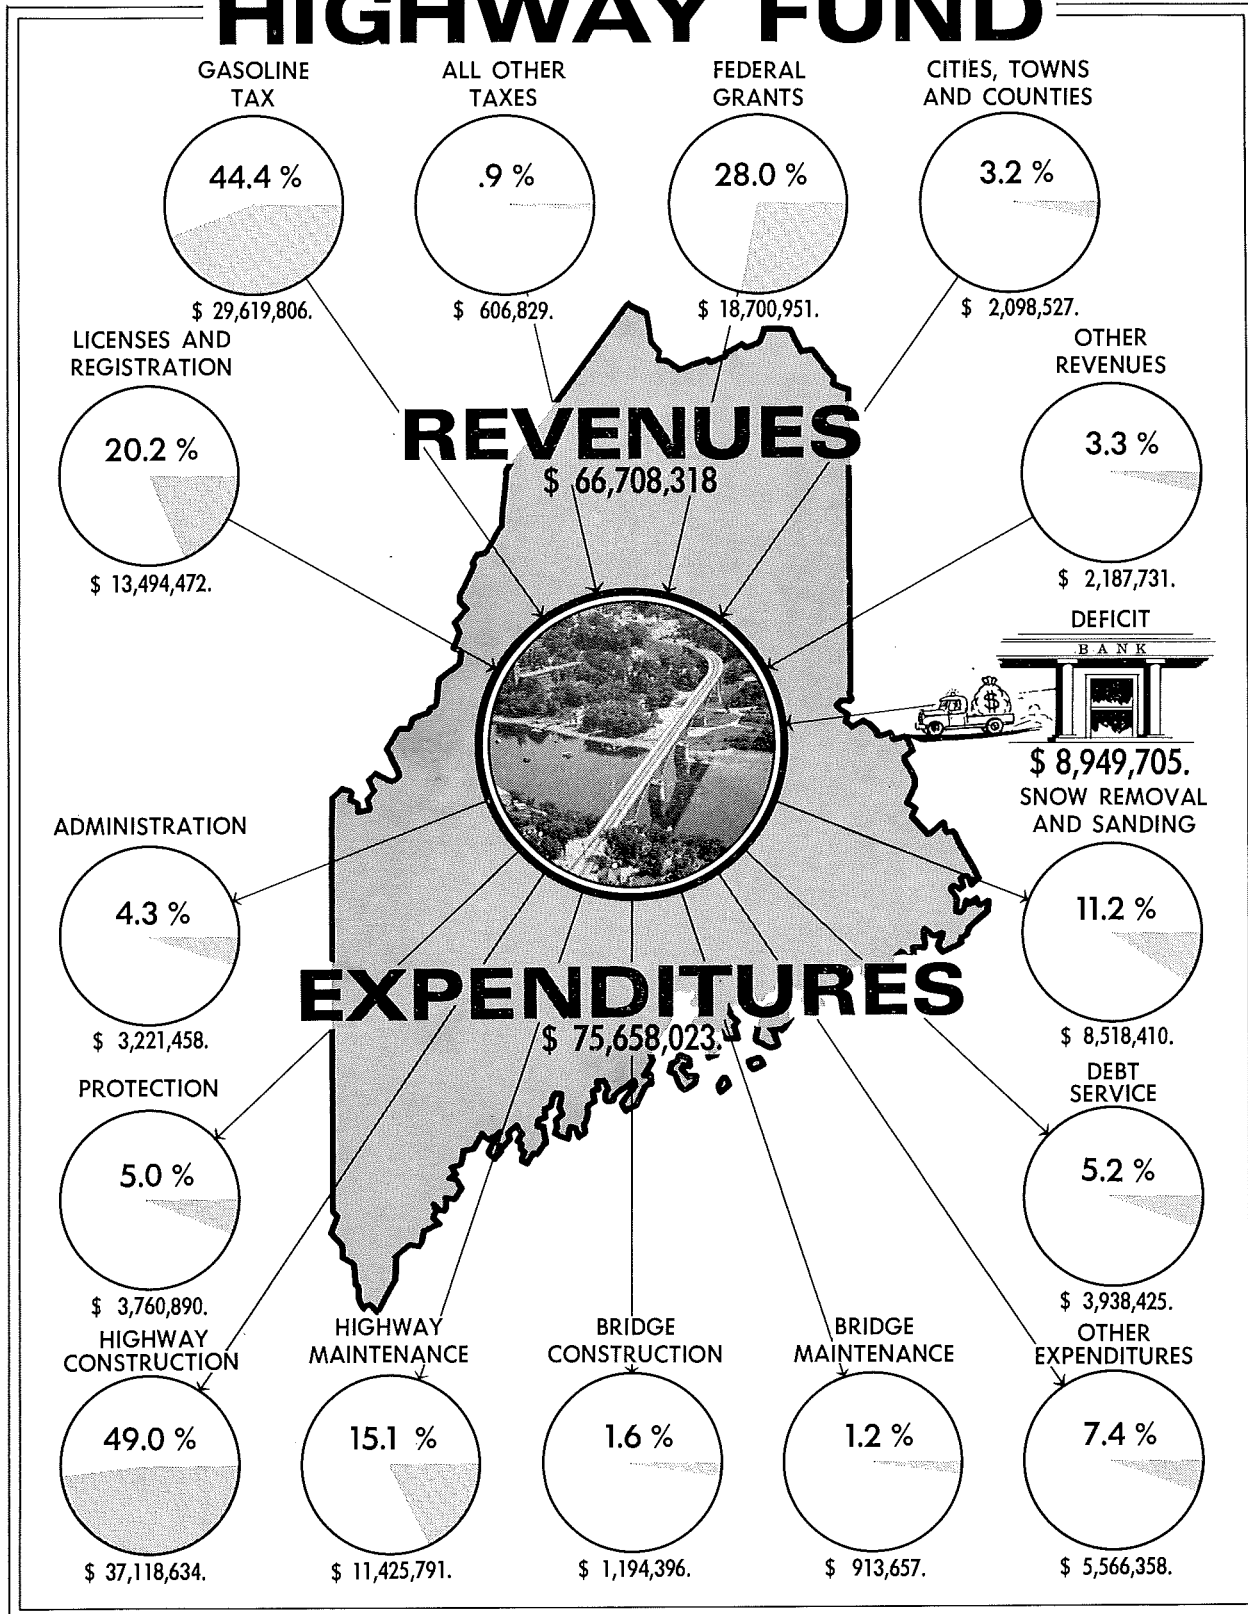 HIGHWAY FUND
GASOLINE
TAX
44.4 %
$ 29,619,806.
ALL OTHER
TAXES
.9 %
$ 606,829.
FEDERAL
GRANTS
28.0 %
$ 18,700,951.
CITIES, TOWNS
AND COUNTIES
3.2 %
$ 2,098,527.
LICENSES AND
REGISTRATION
20.2 %
$ 13,494,472.
REVENUES
$ 66,708,318
OTHER
REVENUES
3.3 %
$ 2,187,731.
DEFICIT
BANK
$
$ 8,949,705.
ADMINISTRATION
4.3 %
$ 3,221,458.
SNOW REMOVAL
AND SANDING
11.2 %
$ 8,518,410.
EXPENDITURES
$ 75,658,023.
PROTECTION
5.0 %
$ 3,760,890.
DEBT
SERVICE
5.2 %
$ 3,938,425.
HIGHWAY
CONSTRUCTION
49.0 %
$ 37,118,634.
HIGHWAY
MAINTENANCE
15.1 %
$ 11,425,791.
BRIDGE
CONSTRUCTION
1.6 %
$ 1,194,396.
BRIDGE
MAINTENANCE
1.2 %
$ 913,657.
OTHER
EXPENDITURES
7.4 %
$ 5,566,358.